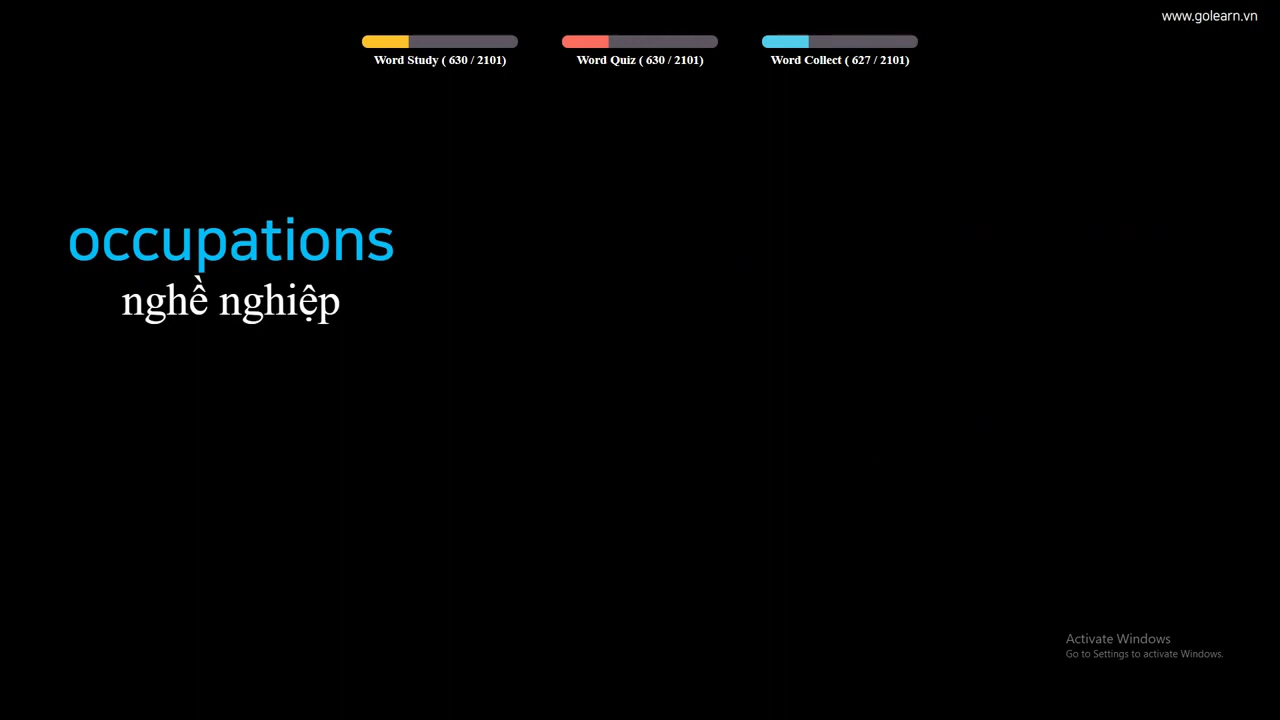 www.golearn.vn
Word Study ( 630 / 2101)
Word Quiz ( 630 / 2101)
Word Collect ( 627 / 2101)
occupations
nghề nghiệp
Activate Windows
Go to Settings to activate Windows.